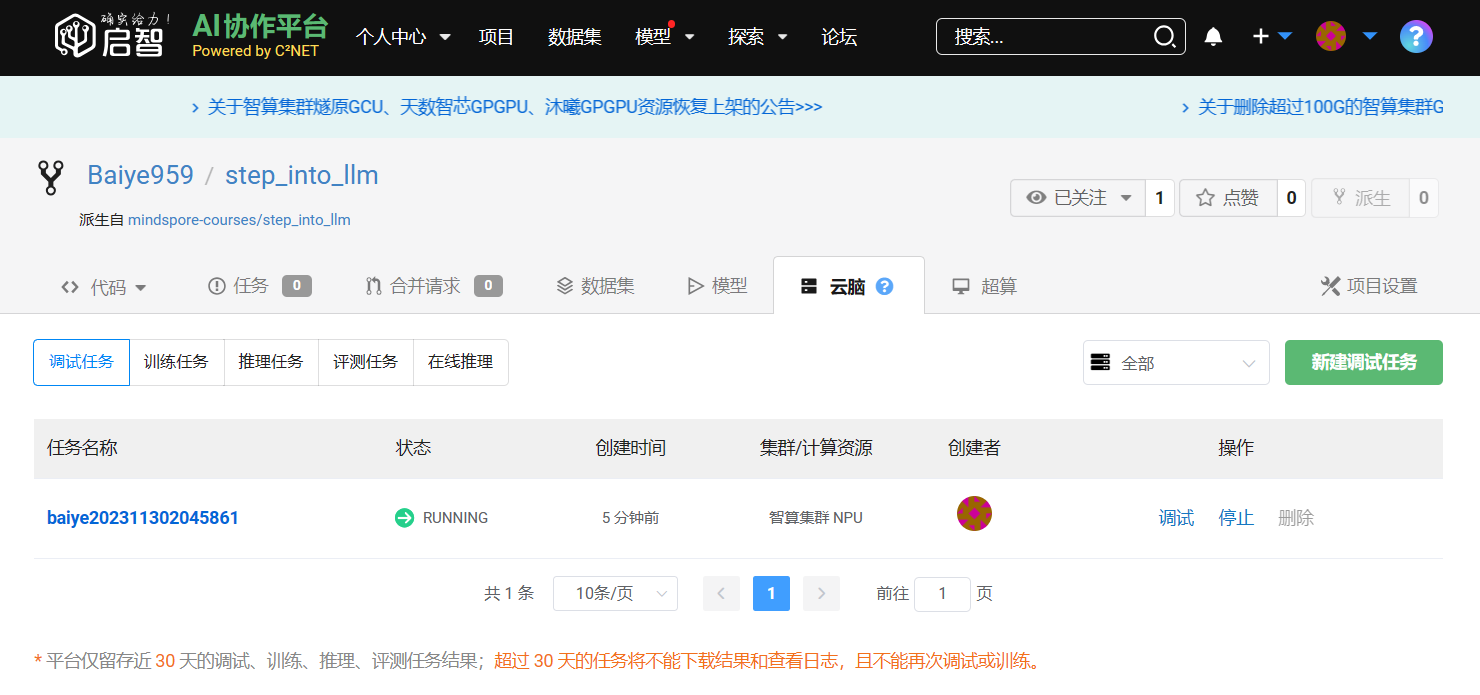 确实给力！
启智
AI协作平台
Powered by C²NET
个人中心 项目 数据集 模型 探索 论坛 搜索... ?
关于智算集群燧原GCU、天数智芯GPGPU、沐曦GPGPU资源恢复上架的公告>>> 关于删除超过100G的智算集群G
Baiye959 / step_into_llm
已关注 1 点赞 0 派生 0
派生自 mindspore-courses/step_into_llm
代码 任务 0 合并请求 0 数据集 模型 云脑 ? 超算 项目设置
调试任务 训练任务 推理任务 评测任务 在线推理 全部 新建调试任务
任务名称 状态 创建时间 集群/计算资源 创建者 操作
baiye202311302045861 RUNNING 5 分钟前 智算集群 NPU 调试 停止 删除
共 1 条 10条/页 1 前往 1 页
* 平台仅留存近 30 天的调试、训练、推理、评测任务结果；超过 30 天的任务将不能下载结果和查看日志，且不能再次调试或训练。